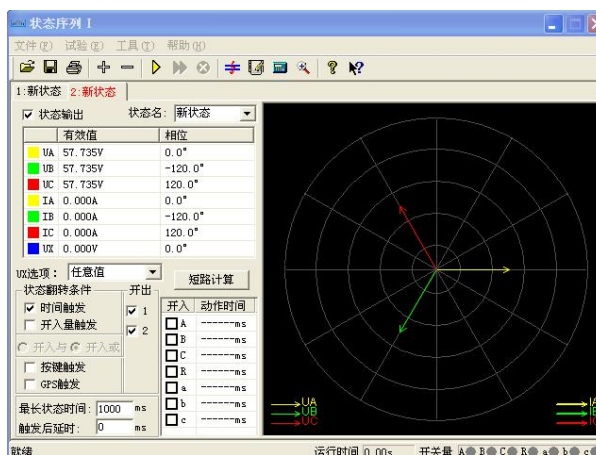 状态序列 I
文件(F) 试验(E) 工具(T) 帮助(H)
1:新状态 2:新状态
状态输出 状态名: 新状态
有效值 相位
UA 57.735V 0.0°
UB 57.735V -120.0°
UC 57.735V 120.0°
IA 0.000A 0.0°
IB 0.000A -120.0°
IC 0.000A 120.0°
UX 0.000V 0.0°
UX选项: 任意值 短路计算
状态翻转条件 开出
时间触发 1
开入量触发 2
开入与 开入或
按键触发
GPS触发
最长状态时间: 1000 ms
触发后延时: 0 ms
开入 动作时间
A ------ms
B ------ms
C ------ms
R ------ms
a ------ms
b ------ms
c ------ms
UA
UB
UC
IA
IB
IC
就绪 运行时间 0.00s 开关量 A B C R a b c